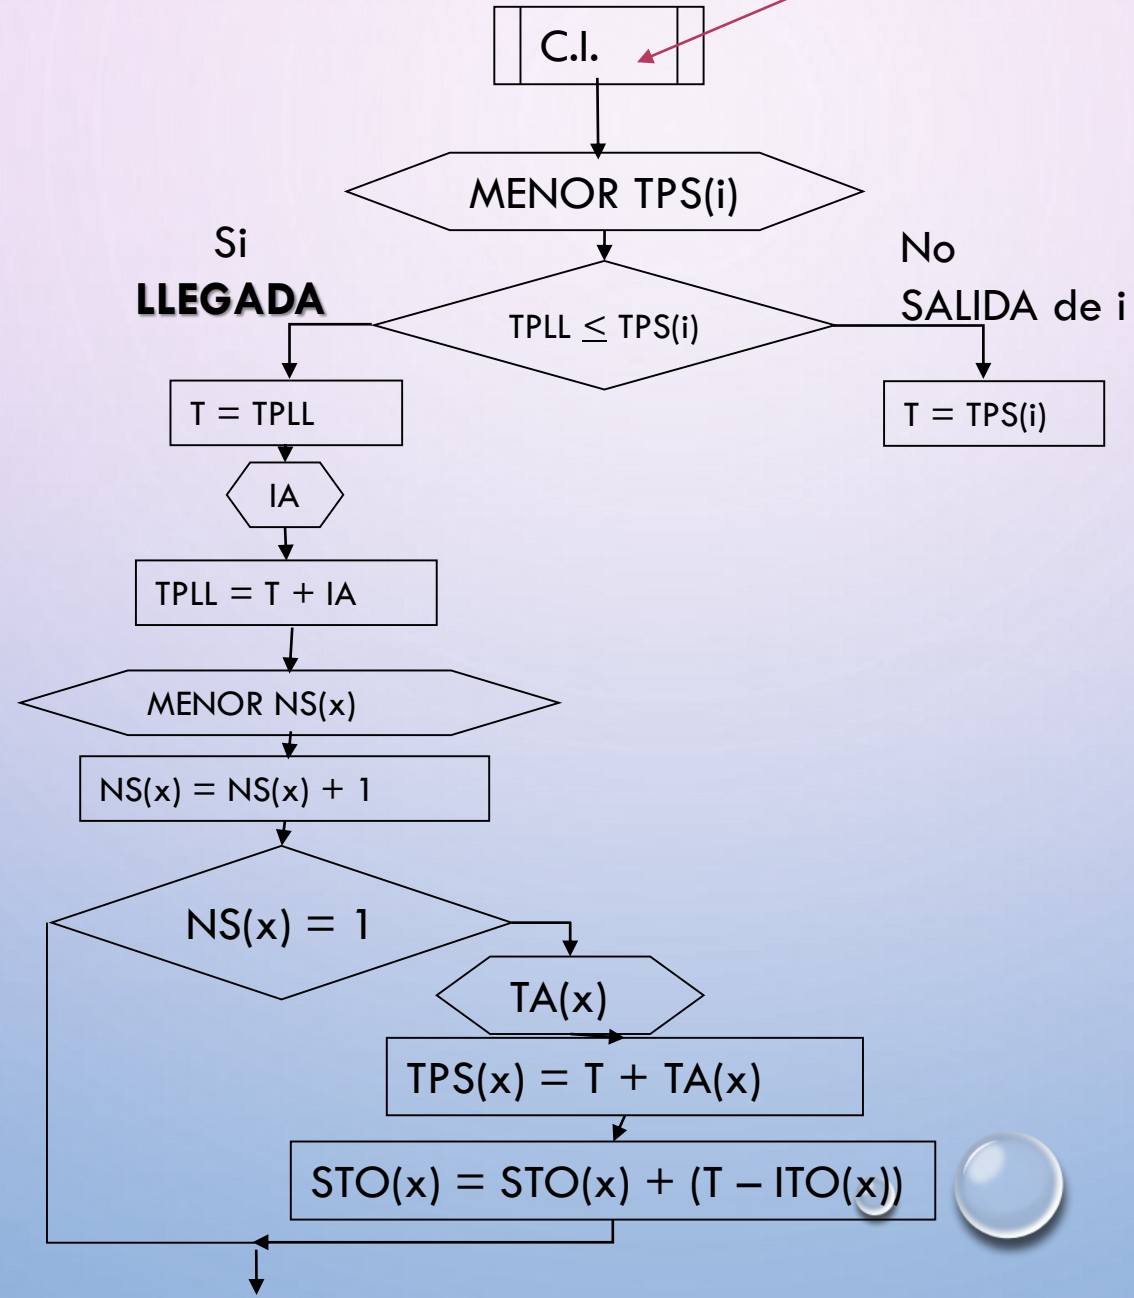 C.I.
MENOR TPS(i)
Si
LLEGADA
No
SALIDA de i
TPLL ≤ TPS(i)
T = TPLL
T = TPS(i)
IA
TPLL = T + IA
MENOR NS(x)
NS(x) = NS(x) + 1
NS(x) = 1
TA(x)
TPS(x) = T + TA(x)
STO(x) = STO(x) + (T – ITO(x))